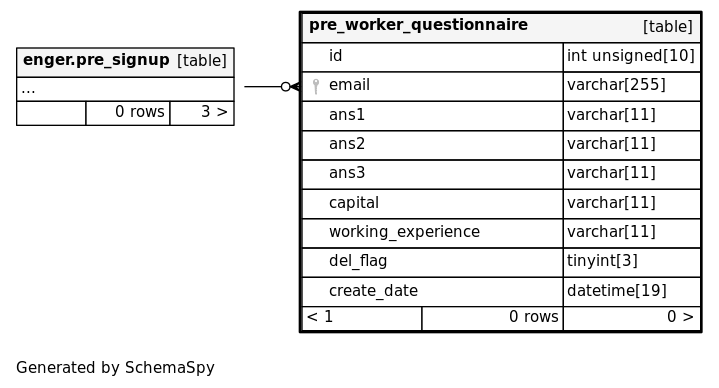 enger.pre_signup [table]
...
0 rows 3 >
pre_worker_questionnaire [table]
id int unsigned[10]
email varchar[255]
ans1 varchar[11]
ans2 varchar[11]
ans3 varchar[11]
capital varchar[11]
working_experience varchar[11]
del_flag tinyint[3]
create_date datetime[19]
< 1 0 rows 0 >
Generated by SchemaSpy